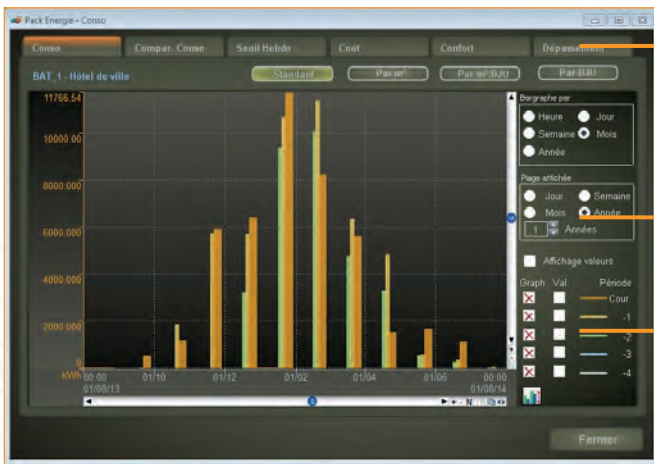 Pack Energie - Conso
Conso Compar. Conso Seuil Hebdo Coût Confort Dépassement
BAT_1 - Hôtel de ville Standard Par m² Par m²/DJU Par DJU
11766.54
10000.000
8000.000
6000.000
4000.000
2000.000
0
kWh 00:00 01/10 01/12 01/02 01/04 01/06 00:00
01/08/13 01/08/14
Bargraphe par
Heure Jour
Semaine Mois
Année
Plage affichée
Jour Semaine
Mois Année
1 Années
Affichage valeurs
Graph Val Période
Cour
-1
-2
-3
-4
Fermer